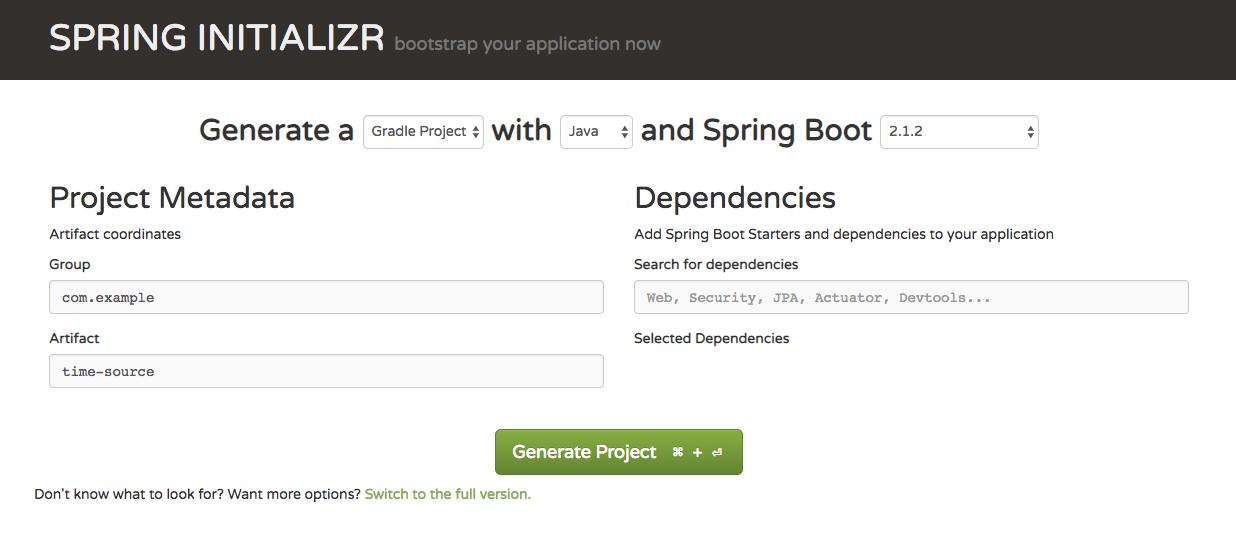 SPRING INITIALIZR bootstrap your application now
Generate a Gradle Project with Java and Spring Boot 2.1.2
Project Metadata
Artifact coordinates
Group
com.example
Artifact
time-source
Dependencies
Add Spring Boot Starters and dependencies to your application
Search for dependencies
Web, Security, JPA, Actuator, Devtools...
Selected Dependencies
Generate Project ⌘ + ⏎
Don't know what to look for? Want more options? Switch to the full version.